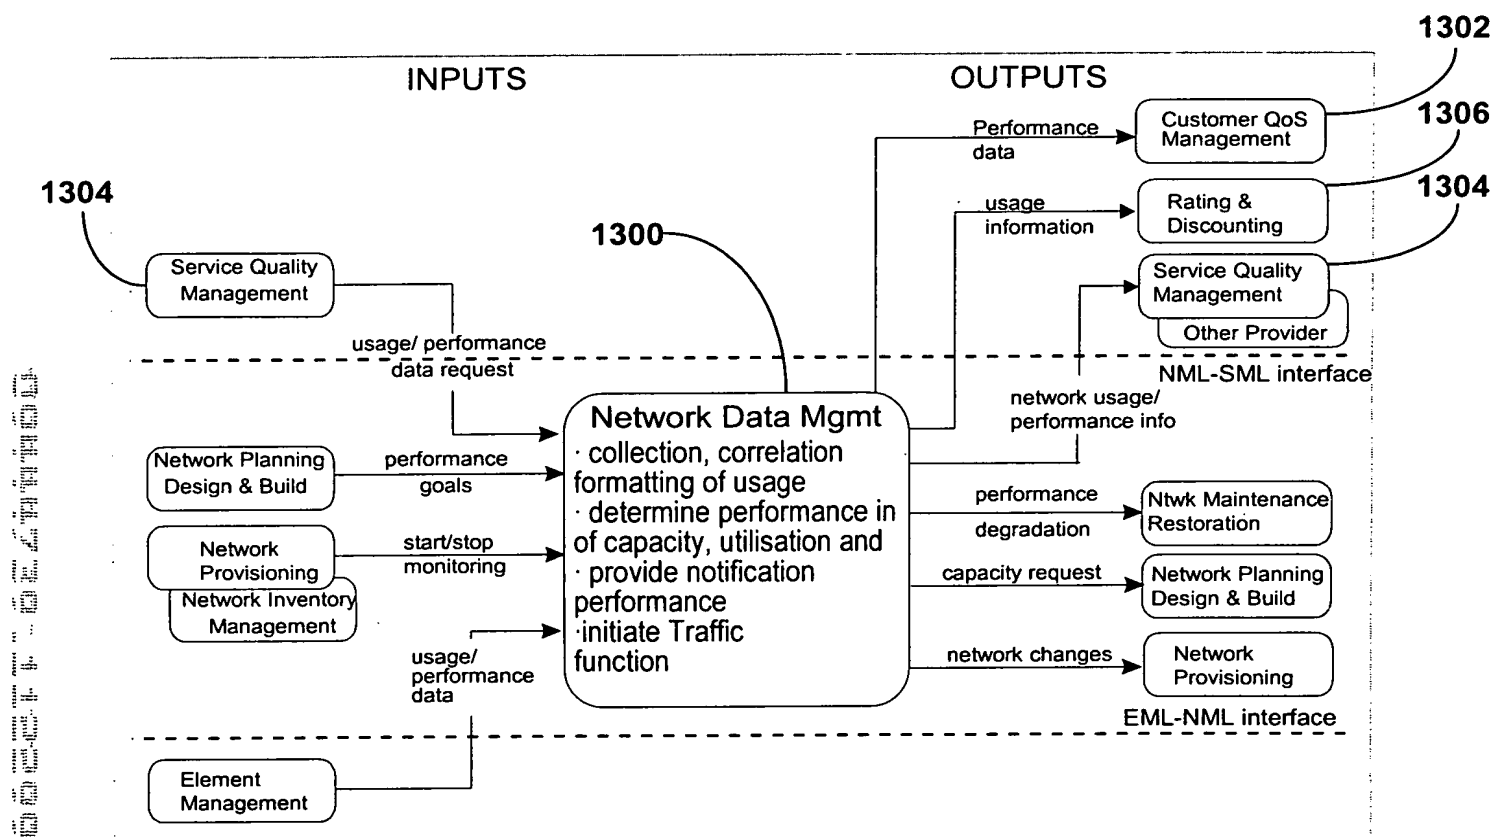 1302
INPUTS
OUTPUTS
Performance
data
Customer QoS
Management
1306
1304
usage
information
Rating &
Discounting
1304
1300
Service Quality
Management
Service Quality
Management
Other Provider
usage/ performance
data request
NML-SML interface
network usage/
performance info
Network Data Mgmt
· collection, correlation
formatting of usage
· determine performance in
of capacity, utilisation and
· provide notification
performance
·initiate Traffic
function
Network Planning
Design & Build
performance
goals
Network
Provisioning
Network Inventory
Management
start/stop
monitoring
usage/
performance
data
performance
degradation
Ntwk Maintenance
Restoration
capacity request
Network Planning
Design & Build
network changes
Network
Provisioning
EML-NML interface
Element
Management